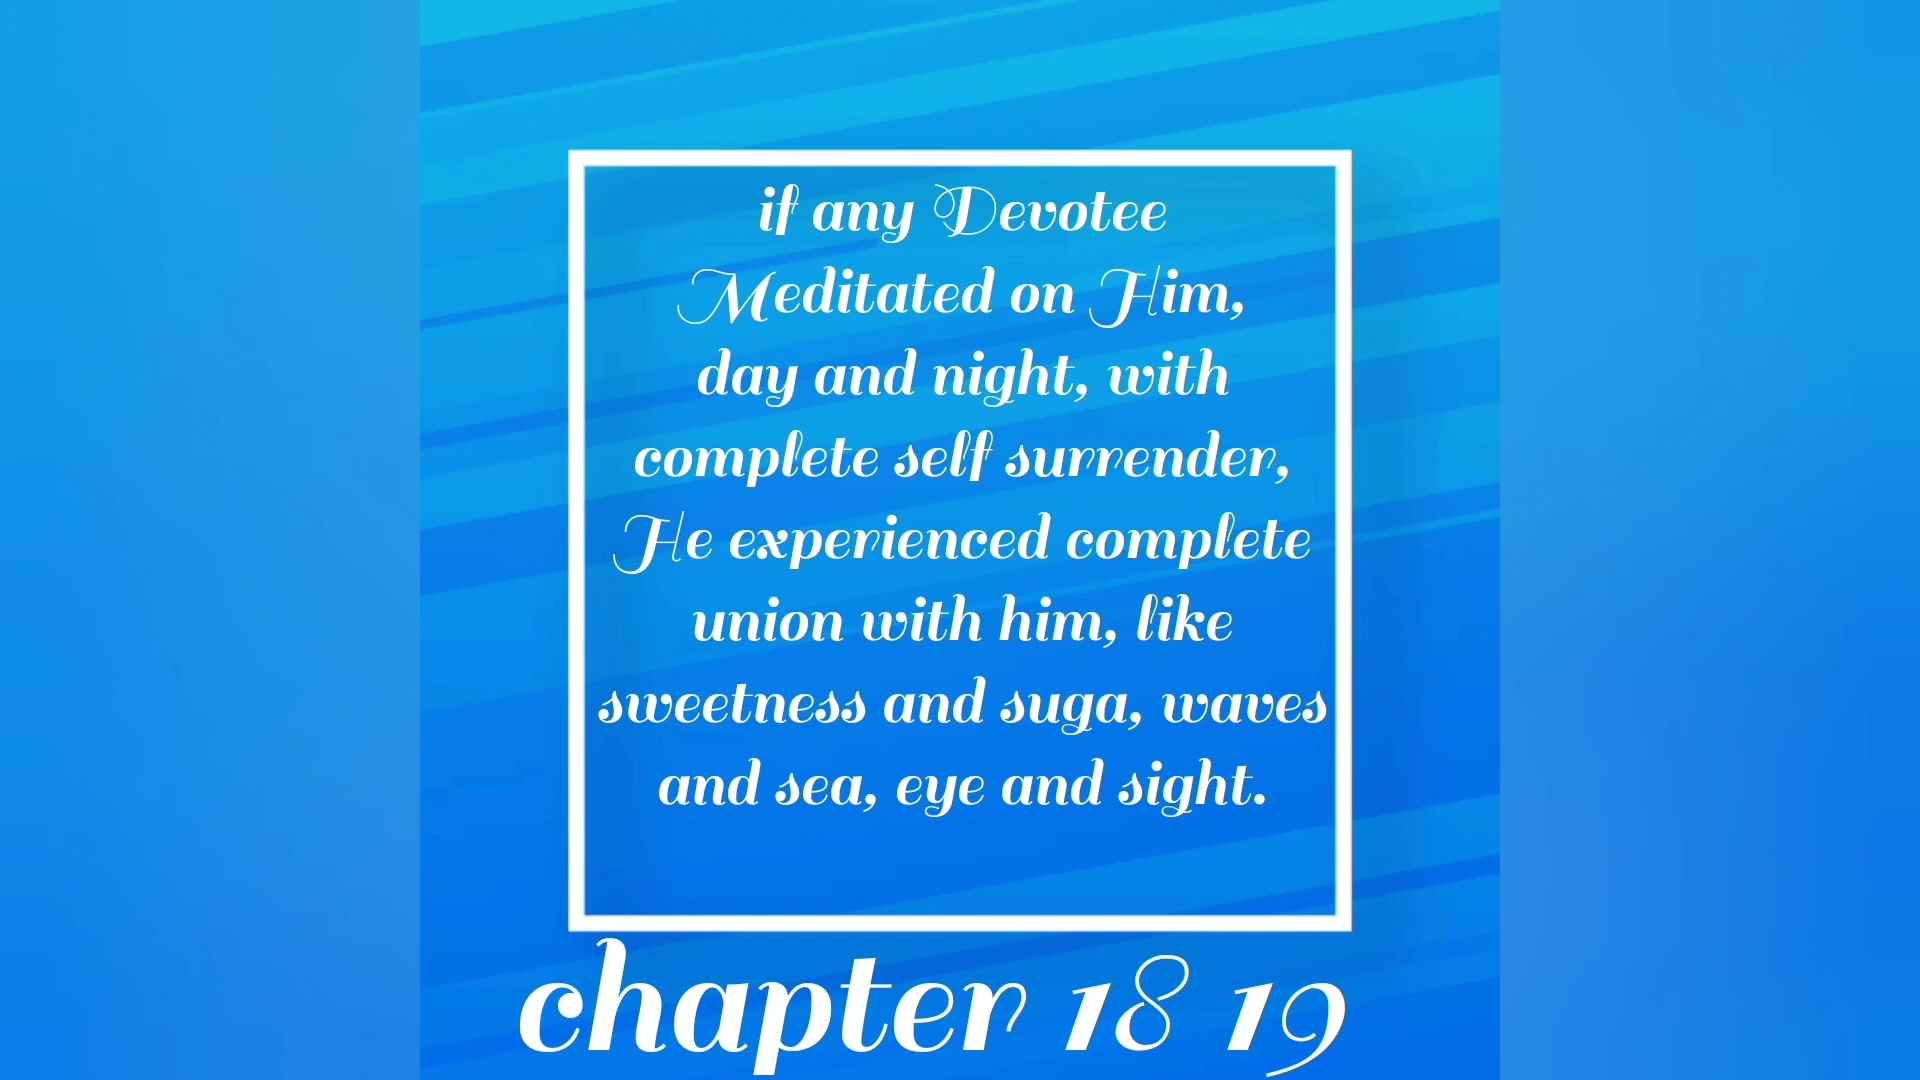 if any Devotee
Meditated on Him,
day and night, with
complete self surrender,
He experienced complete
union with him, like
sweetness and suga, waves
and sea, eye and sight.
chapter 18 19